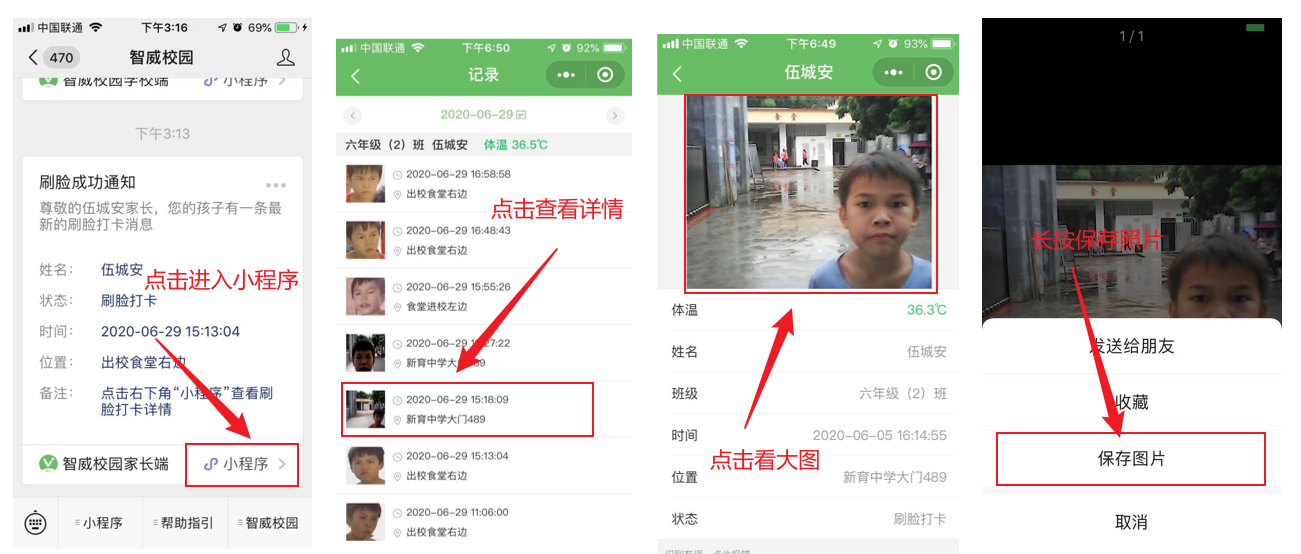 中国联通 下午3:16 69%
470 智威校园
智威校园学校端 小程序
下午3:13
刷脸成功通知
尊敬的伍城安家长，您的孩子有一条最
新的刷脸打卡消息
姓名： 伍城安
点击进入小程序
状态： 刷脸打卡
时间： 2020-06-29 15:13:04
位置： 出校食堂右边
备注： 点击右下角“小程序”查看刷
脸打卡详情
智威校园家长端 小程序
小程序 帮助指引 智威校园
中国联通 下午6:50 92%
记录
2020-06-29
六年级（2）班 伍城安 体温 36.5℃
2020-06-29 16:58:58
出校食堂右边
点击查看详情
2020-06-29 16:48:43
出校食堂右边
2020-06-29 15:55:26
食堂进校左边
2020-06-29 :27:22
新育中学大 489
2020-06-29 15:18:09
新育中学大门489
2020-06-29 15:13:04
出校食堂右边
2020-06-29 11:06:00
出校食堂右边
中国联通 下午6:49 93%
伍城安
食堂
体温 36.3℃
姓名 伍城安
班级 六年级（2）班
时间 2020-06-05 16:14:55
点击看大图
位置 新育中学大门489
状态 刷脸打卡
1 / 1
食堂
长按保存照片
发送给朋友
收藏
保存图片
取消